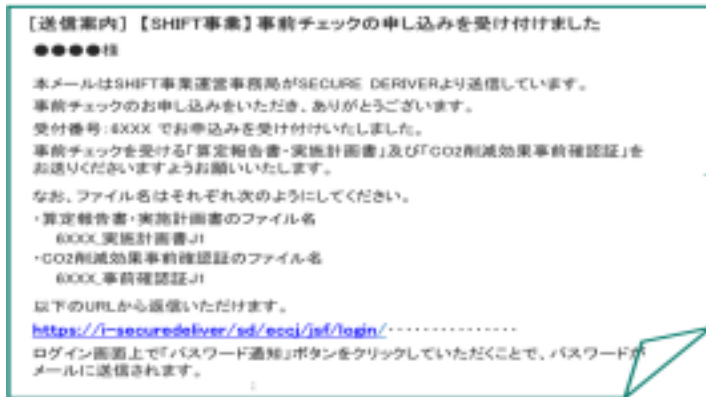 ［送信案内］【SHIFT事業】事前チェックの申し込みを受け付けました
●●●●様
本メールはSHIFT事業運営事務局がSECURE DERIVERより送信しています。
事前チェックのお申し込みをいただき、ありがとうございます。
受付番号：6XXX でお申込みを受け付けいたしました。
事前チェックを受ける「算定報告書・実施計画書」及び「CO2削減効果事前確認証」を
お送りくださいますようお願いいたします。
なお、ファイル名はそれぞれ次のようにしてください。
・算定報告書・実施計画書のファイル名
6XXX_実施計画書J1
・CO2削減効果事前確認証のファイル名
6XXX_事前確認証J1
以下のURLから返信いただけます。
https://i-securedeliver/sd/eccj/jsf/login/･･･････････････
ログイン画面上で「パスワード通知」ボタンをクリックしていただくことで、パスワードが
メールに送信されます。
：